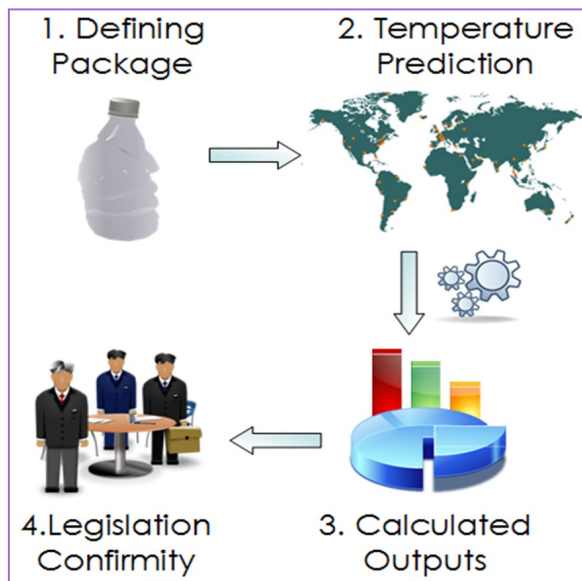 1. Defining
Package
2. Temperature
Prediction
4.Legislation
Confirmity
3. Calculated
Outputs